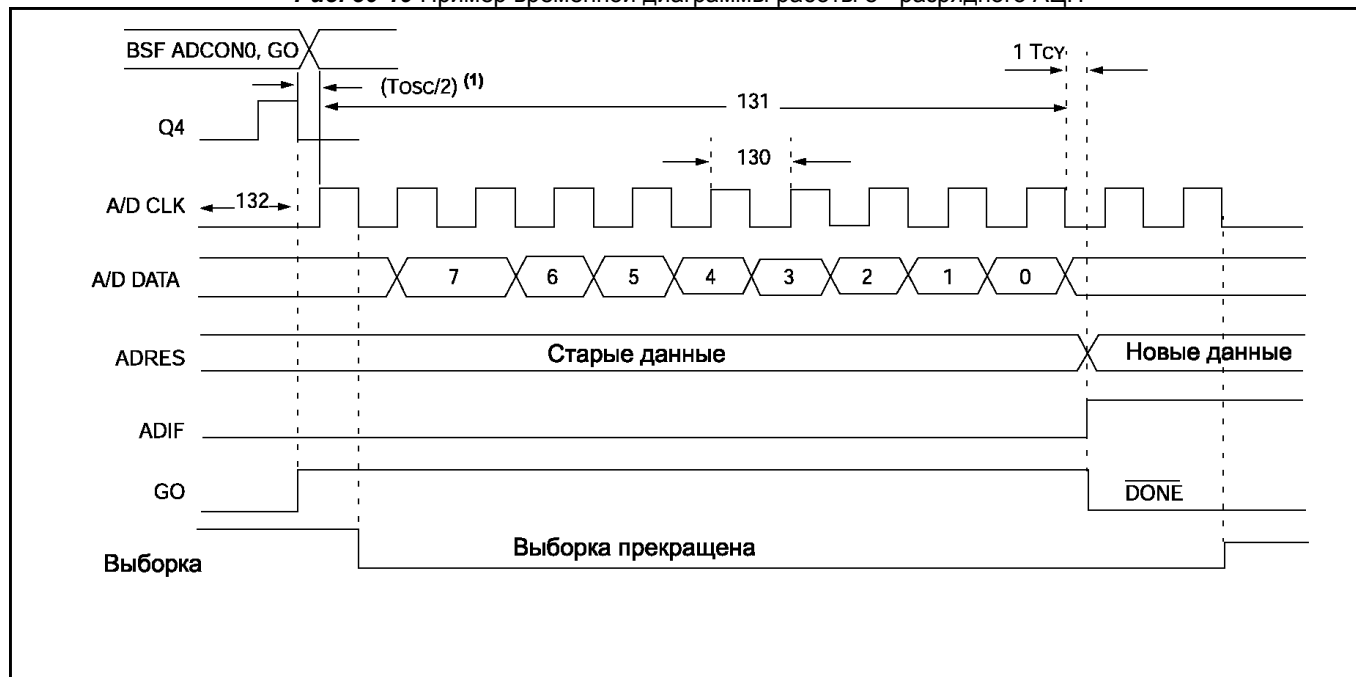 BSF ADCON0, GO
1 TCY
(TOSC/2) (1)
131
Q4
130
A/D CLK
132
A/D DATA
7 6 5 4 3 2 1 0
ADRES
Старые данные
Новые данные
ADIF
GO
DONE
Выборка
Выборка прекращена